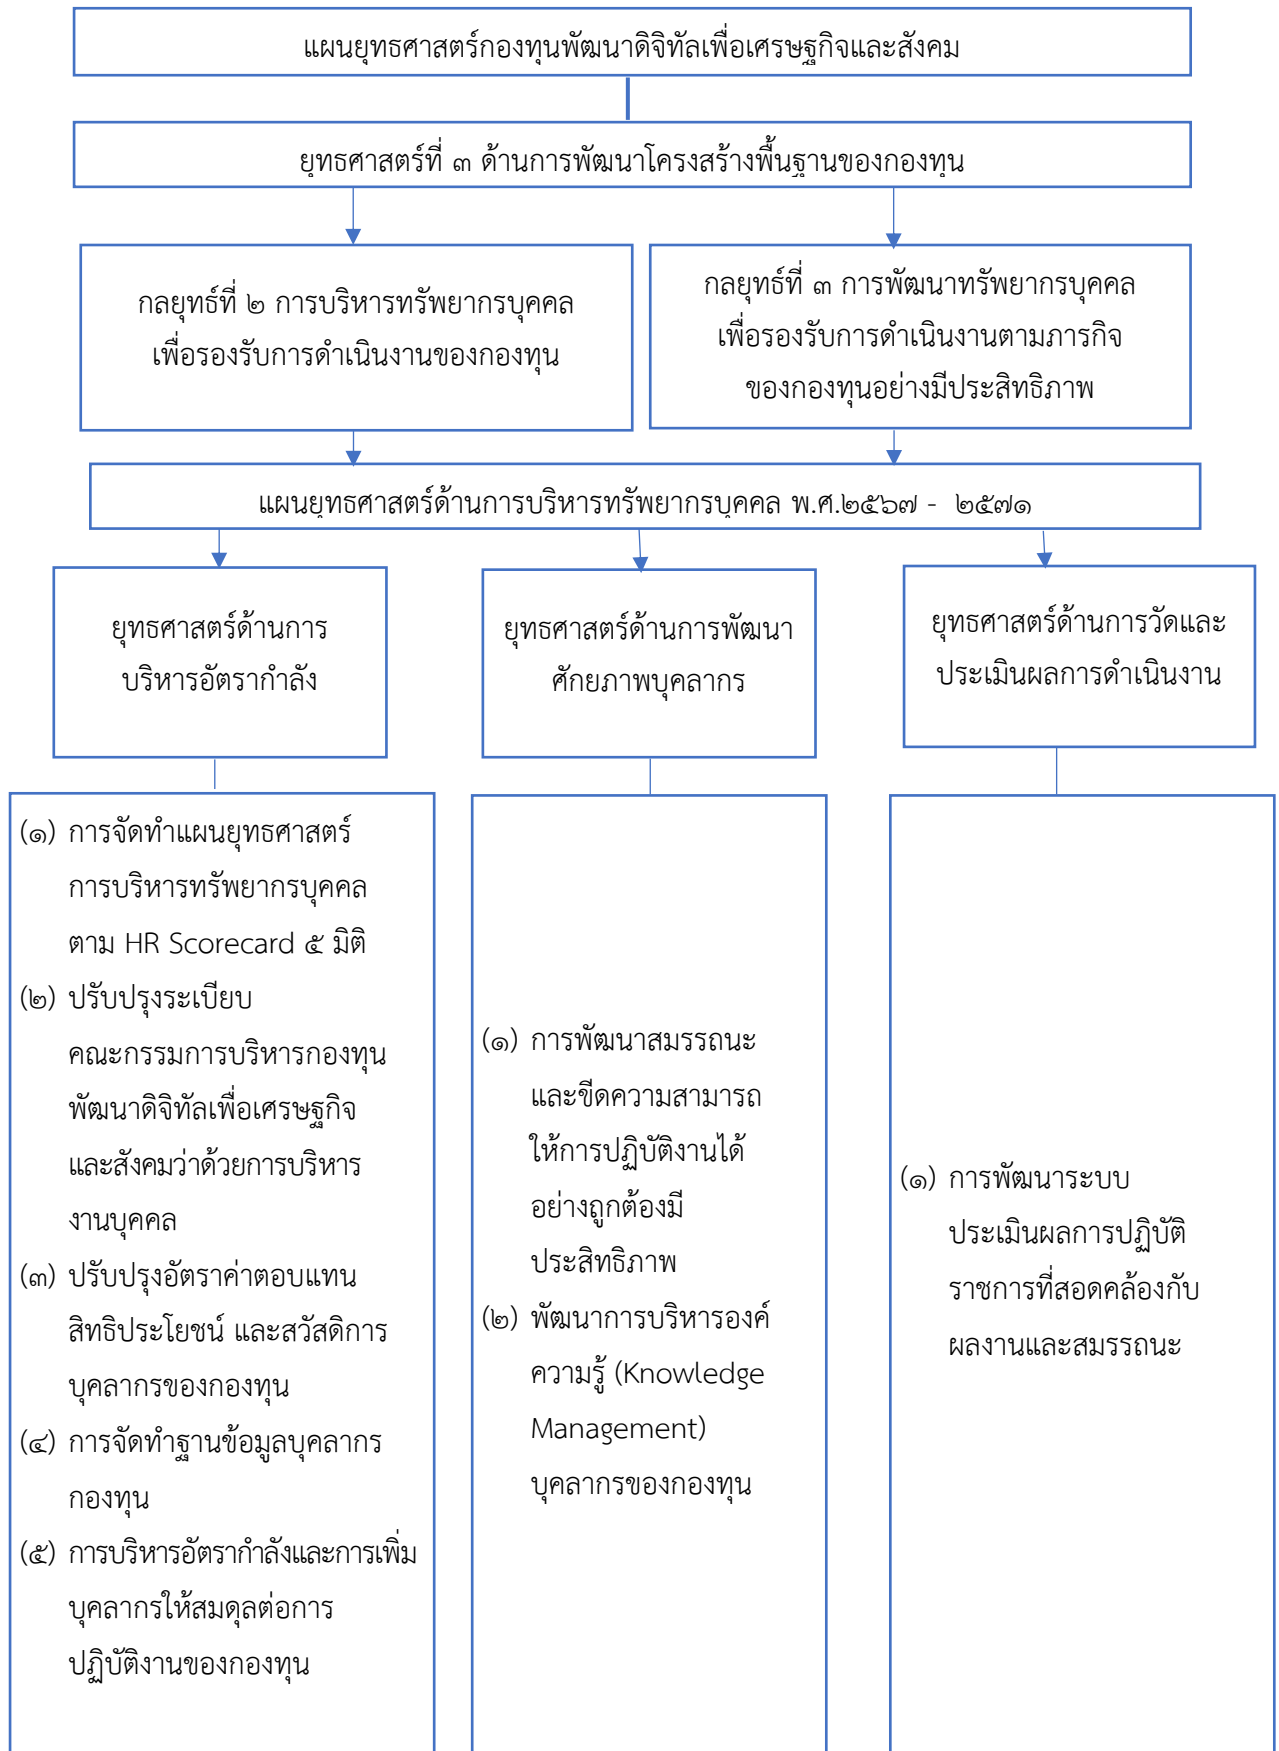 แผนยุทธศาสตร์กองทุนพัฒนาดิจิทัลเพื่อเศรษฐกิจและสังคม
ยุทธศาสตร์ที่ ๓ ด้านการพัฒนาโครงสร้างพื้นฐานของกองทุน
กลยุทธ์ที่ ๒ การบริหารทรัพยากรบุคคล
เพื่อรองรับการดำเนินงานของกองทุน
กลยุทธ์ที่ ๓ การพัฒนาทรัพยากรบุคคล
เพื่อรองรับการดำเนินงานตามภารกิจ
ของกองทุนอย่างมีประสิทธิภาพ
แผนยุทธศาสตร์ด้านการบริหารทรัพยากรบุคคล พ.ศ.๒๕๖๗ - ๒๕๗๑
ยุทธศาสตร์ด้านการ
บริหารอัตรากำลัง
ยุทธศาสตร์ด้านการพัฒนา
ศักยภาพบุคลากร
ยุทธศาสตร์ด้านการวัดและ
ประเมินผลการดำเนินงาน
(๑) การจัดทำแผนยุทธศาสตร์
การบริหารทรัพยากรบุคคล
ตาม HR Scorecard ๕ มิติ
(๒) ปรับปรุงระเบียบ
คณะกรรมการบริหารกองทุน
พัฒนาดิจิทัลเพื่อเศรษฐกิจ
และสังคมว่าด้วยการบริหาร
งานบุคคล
(๓) ปรับปรุงอัตราค่าตอบแทน
สิทธิประโยชน์ และสวัสดิการ
บุคลากรของกองทุน
(๔) การจัดทำฐานข้อมูลบุคลากร
กองทุน
(๕) การบริหารอัตรากำลังและการเพิ่ม
บุคลากรให้สมดุลต่อการ
ปฏิบัติงานของกองทุน
(๑) การพัฒนาสมรรถนะ
และขีดความสามารถ
ให้การปฏิบัติงานได้
อย่างถูกต้องมี
ประสิทธิภาพ
(๒) พัฒนาการบริหารองค์
ความรู้ (Knowledge
Management)
บุคลากรของกองทุน
(๑) การพัฒนาระบบ
ประเมินผลการปฏิบัติ
ราชการที่สอดคล้องกับ
ผลงานและสมรรถนะ